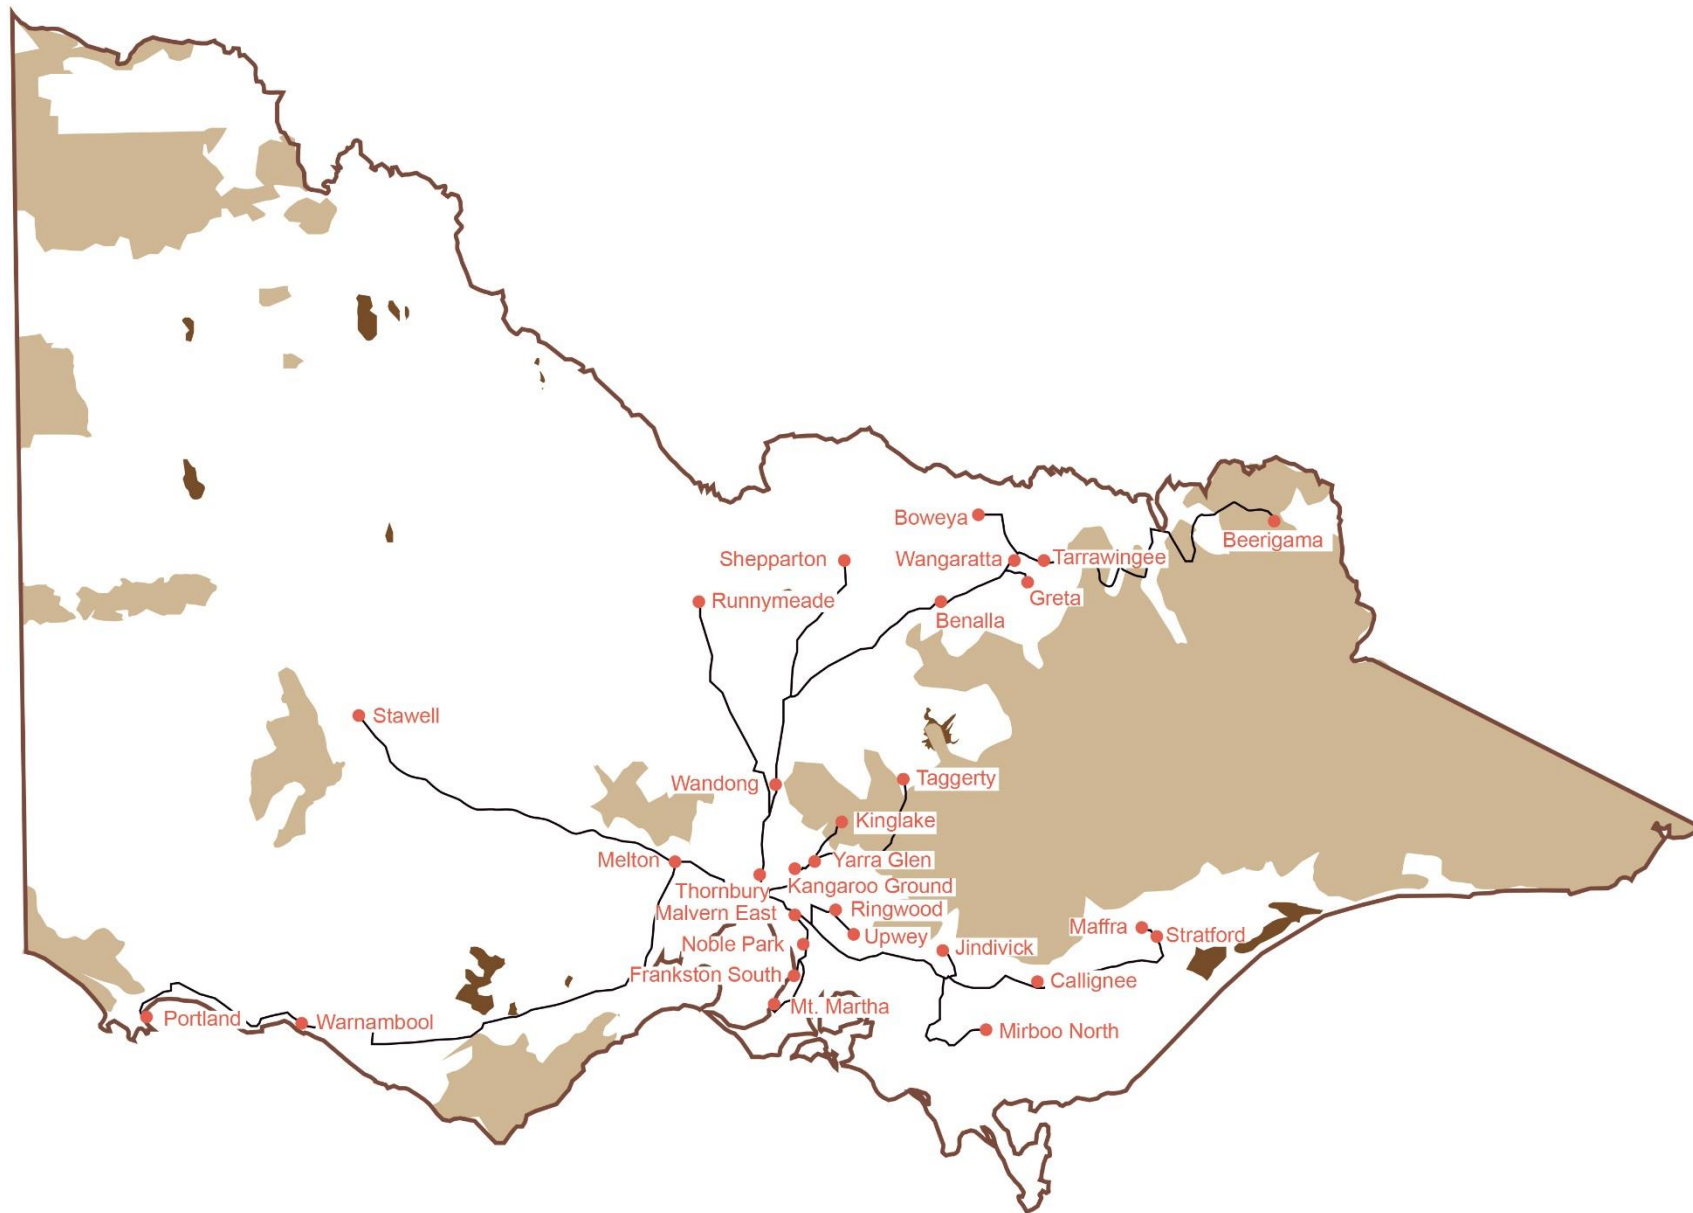 Boweya
Beerigama
Shepparton
Wangaratta
Tarrawingee
Greta
Runnymeade
Benalla
Stawell
Wandong
Taggerty
Kinglake
Melton
Yarra Glen
Thornbury
Kangaroo Ground
Malvern East
Ringwood
Maffra
Stratford
Upwey
Noble Park
Jindivick
Frankston South
Callignee
Mt. Martha
Portland
Warnambool
Mirboo North